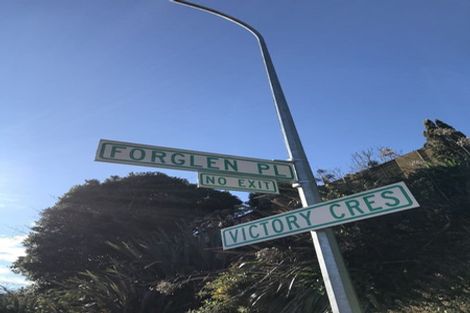 FORGLEN PL
NO EXIT
VICTORY CRES